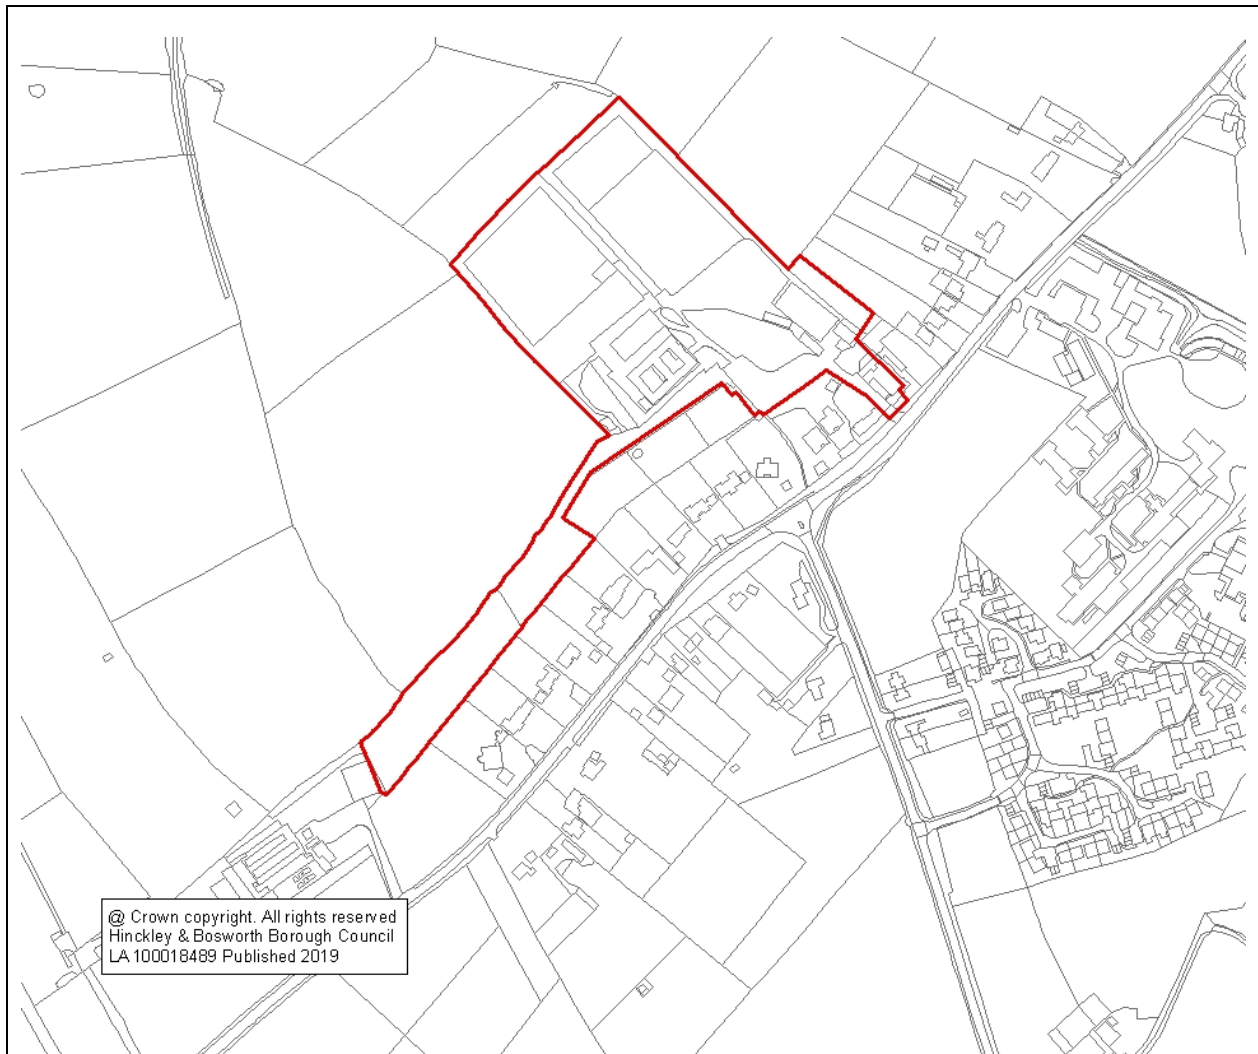 @ Crown copyright. All rights reserved
Hinckley & Bosworth Borough Council
LA 100018489 Published 2019